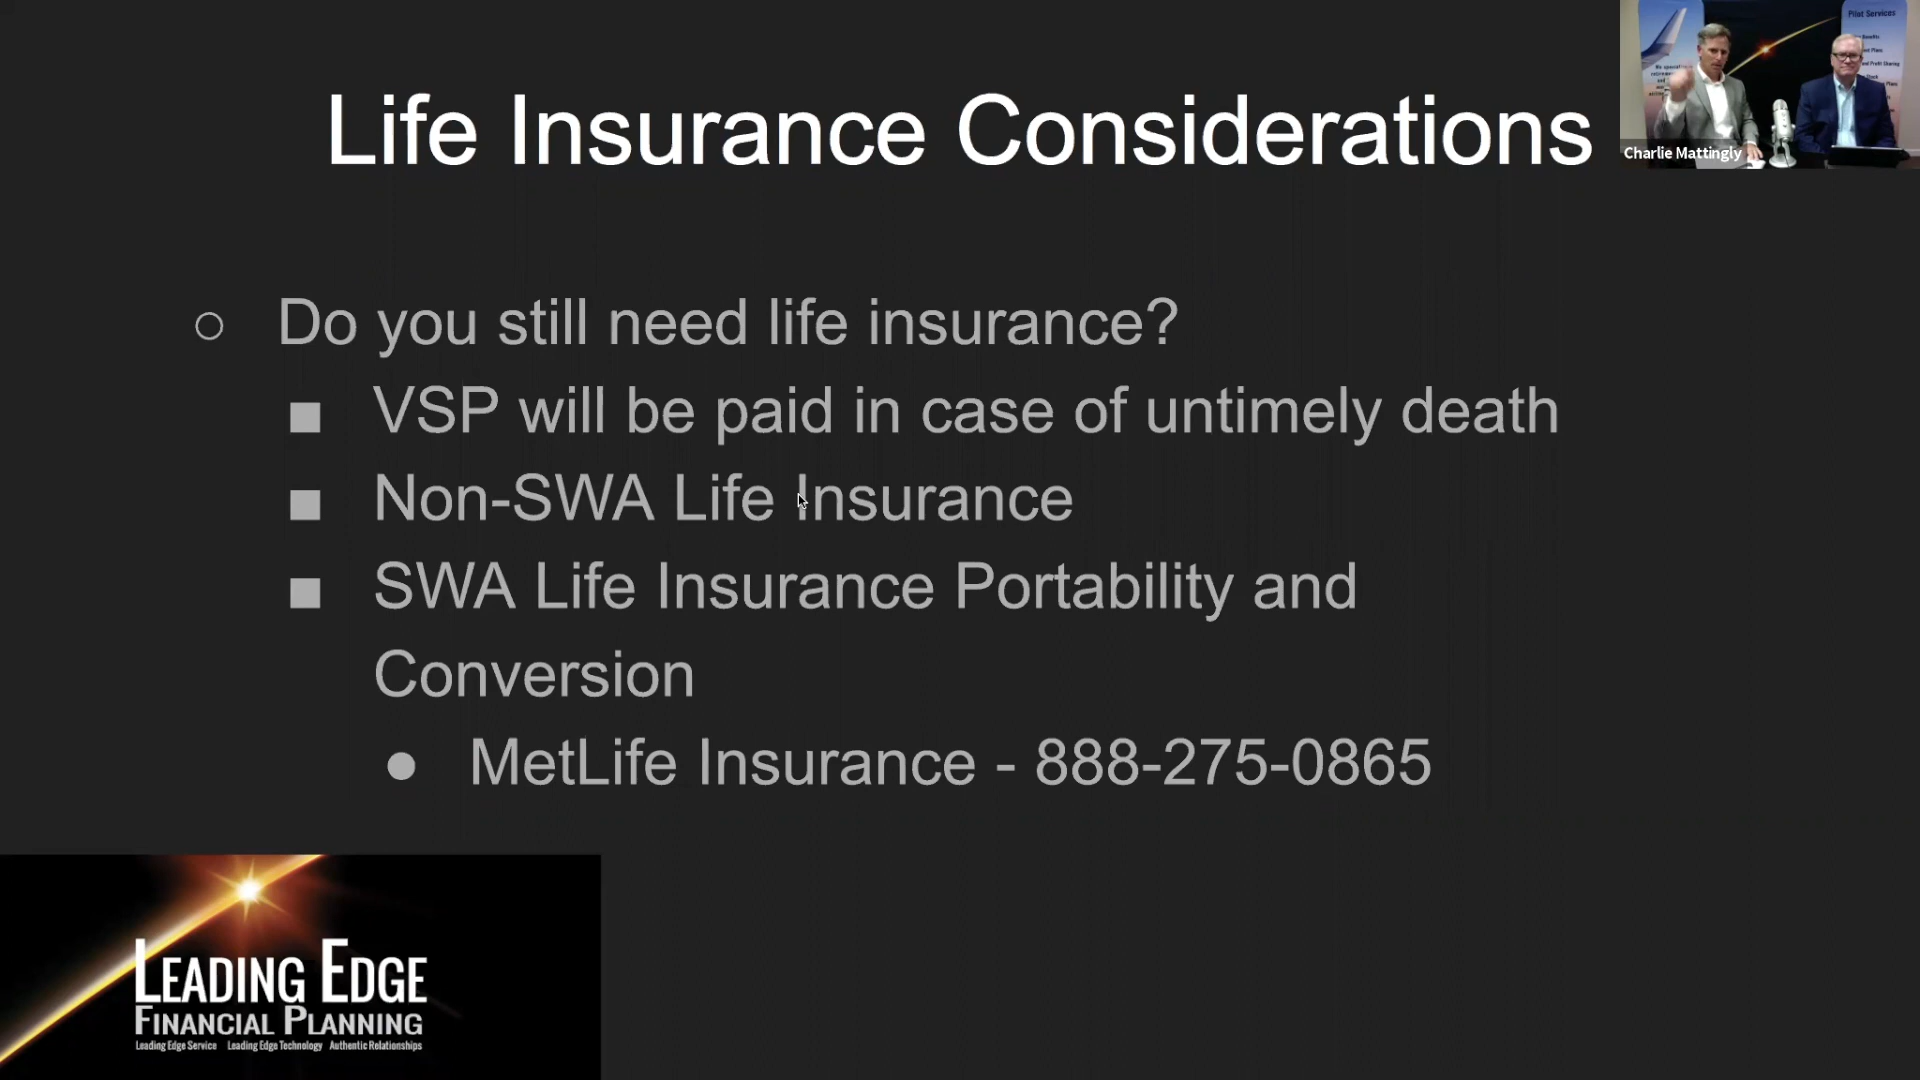 Life Insurance Considerations
Pilot Services
Charlie Mattingly
○ Do you still need life insurance?
■ VSP will be paid in case of untimely death
■ Non-SWA Life Insurance
■ SWA Life Insurance Portability and
Conversion
● MetLife Insurance - 888-275-0865
LEADING EDGE
FINANCIAL PLANNING
Leading Edge Service Leading Edge Technology Authentic Relationships